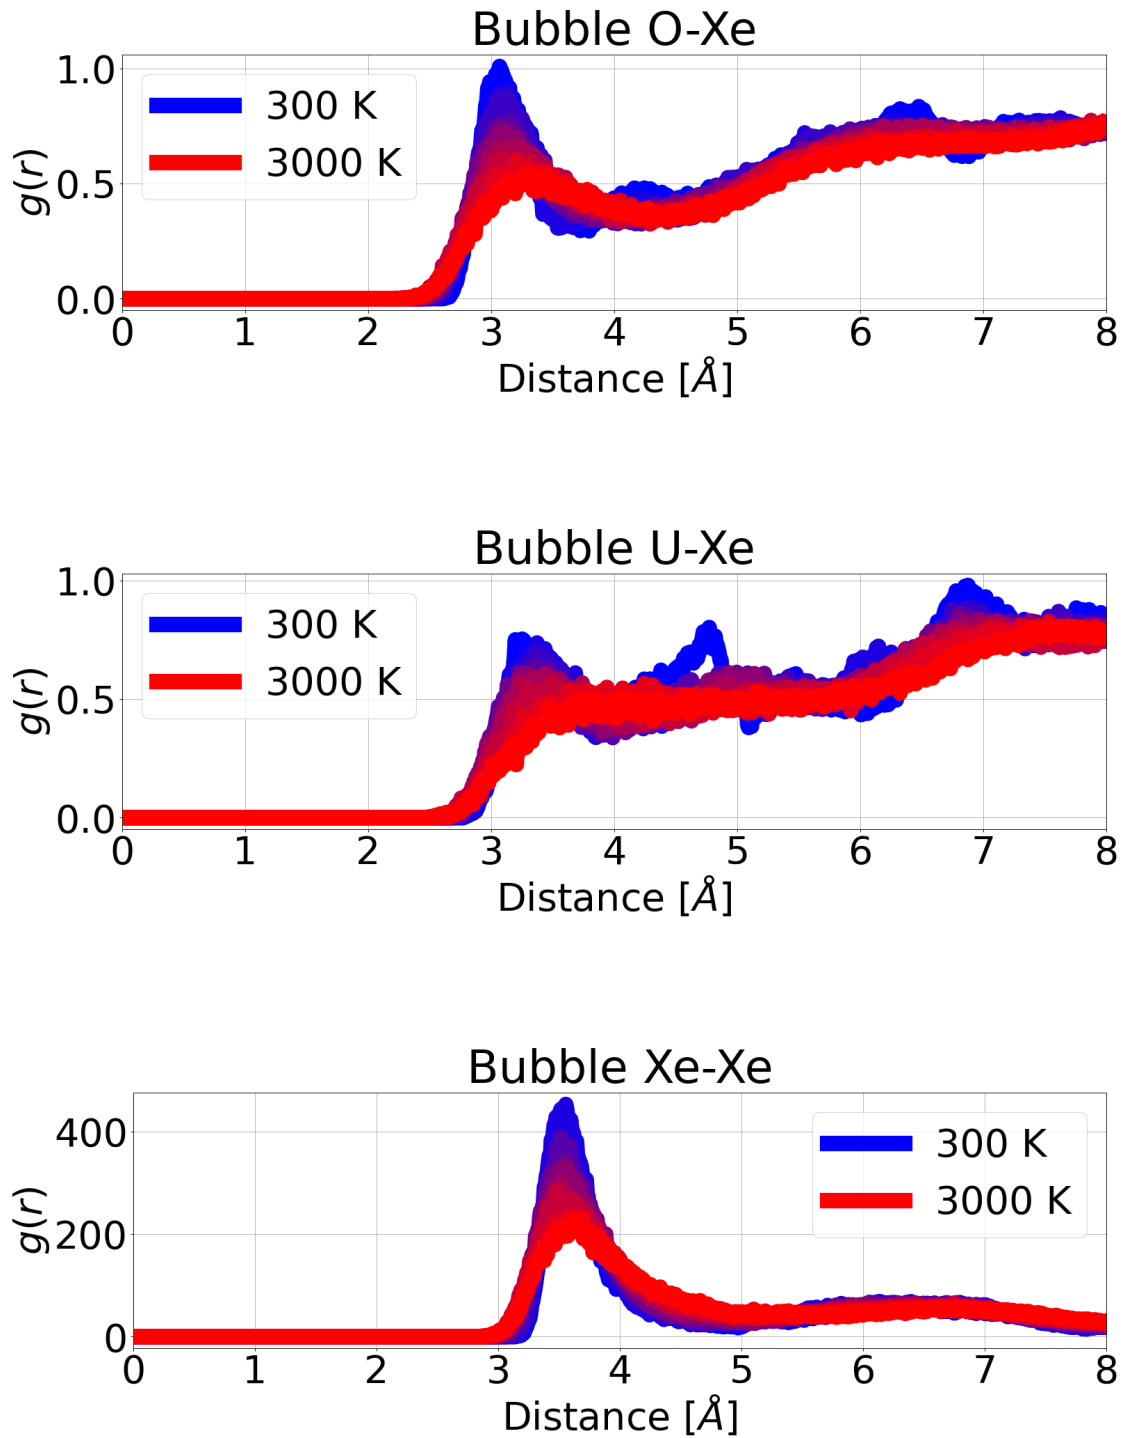 Bubble O-Xe
1.0
0.5
0.0
g(r)
300 K
3000 K
0 1 2 3 4 5 6 7 8
Distance [Å]
Bubble U-Xe
1.0
0.5
0.0
g(r)
300 K
3000 K
0 1 2 3 4 5 6 7 8
Distance [Å]
Bubble Xe-Xe
400
200
0
g(r)
300 K
3000 K
0 1 2 3 4 5 6 7 8
Distance [Å]